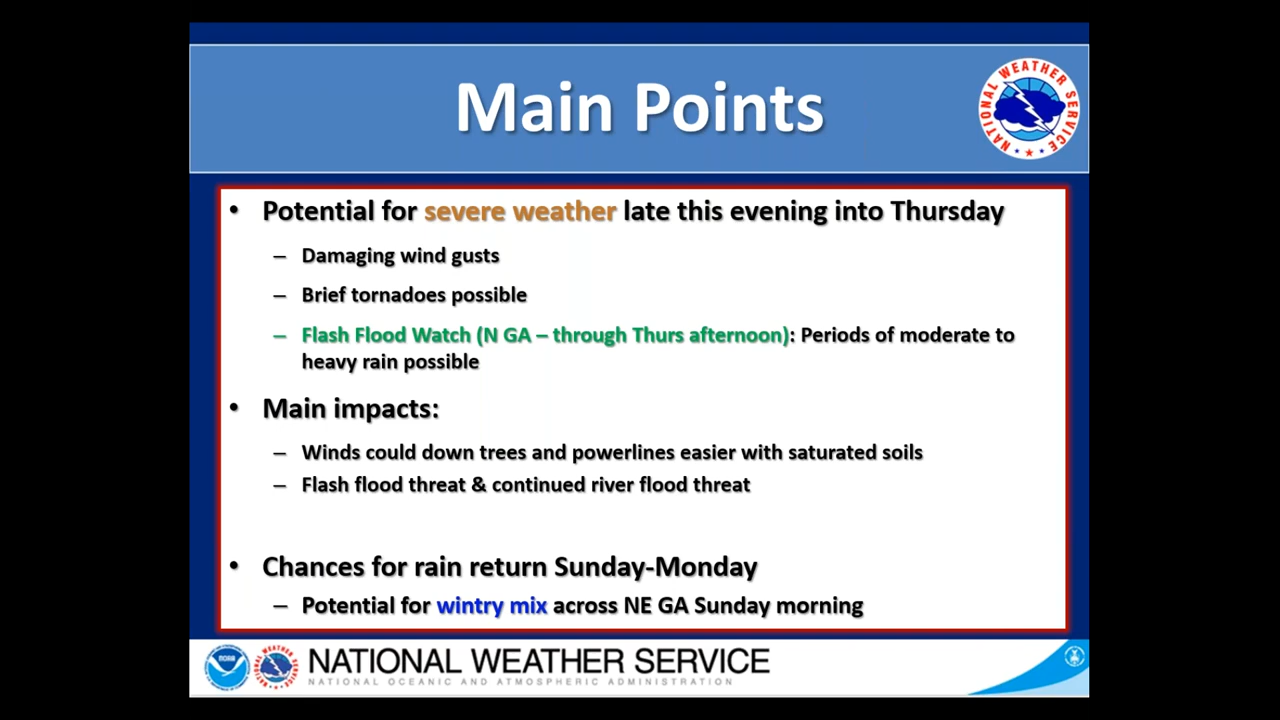 Main Points
NATIONAL WEATHER SERVICE
• Potential for severe weather late this evening into Thursday
– Damaging wind gusts
– Brief tornadoes possible
– Flash Flood Watch (N GA – through Thurs afternoon): Periods of moderate to
heavy rain possible
• Main impacts:
– Winds could down trees and powerlines easier with saturated soils
– Flash flood threat & continued river flood threat
• Chances for rain return Sunday-Monday
– Potential for wintry mix across NE GA Sunday morning
NOAA
NATIONAL WEATHER SERVICE
NATIONAL WEATHER SERVICE
NATIONAL OCEANIC AND ATMOSPHERIC ADMINISTRATION